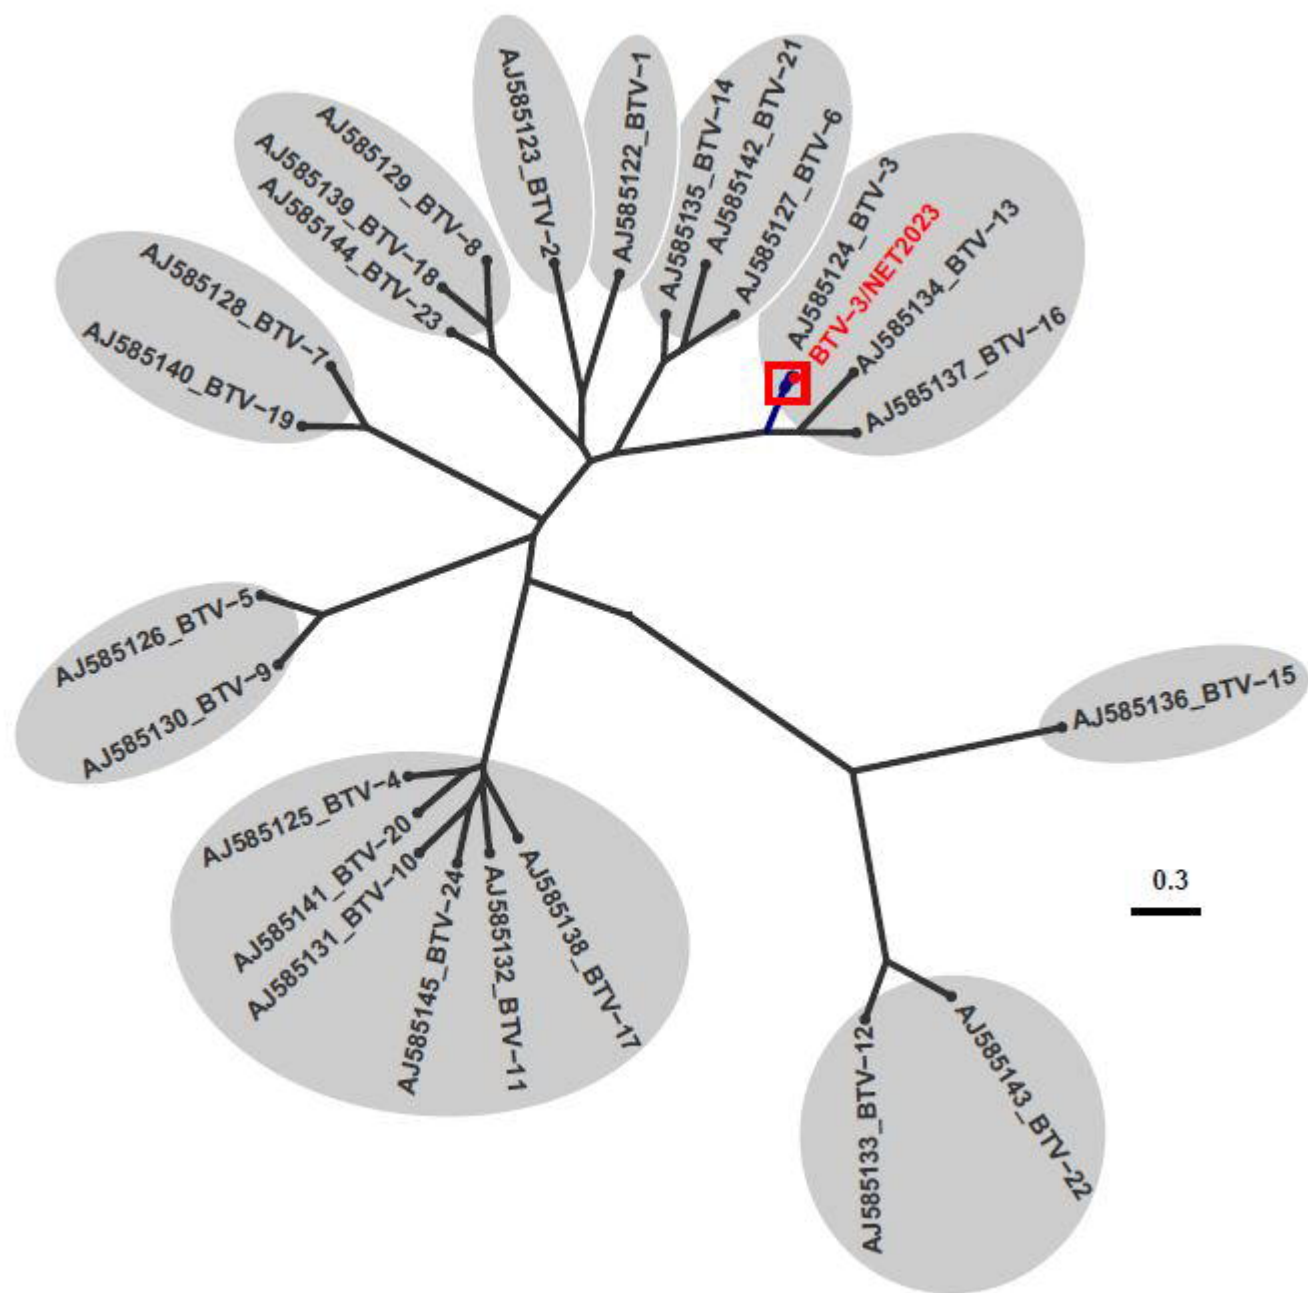 AJ585123_BTV-2
AJ585122_BTV-1
AJ585135_BTV-14
AJ585142_BTV-21
AJ585127_BTV-6
AJ585129_BTV-8
AJ585139_BTV-18
AJ585144_BTV-23
AJ585124_BTV-3
BTV-3/NET2023
AJ585134_BTV-13
AJ585137_BTV-16
AJ585128_BTV-7
AJ585140_BTV-19
AJ585126_BTV-5
AJ585130_BTV-9
AJ585136_BTV-15
AJ585125_BTV-4
AJ585141_BTV-20
AJ585131_BTV-10
AJ585145_BTV-24
AJ585132_BTV-11
AJ585138_BTV-17
0.3
AJ585133_BTV-12
AJ585143_BTV-22